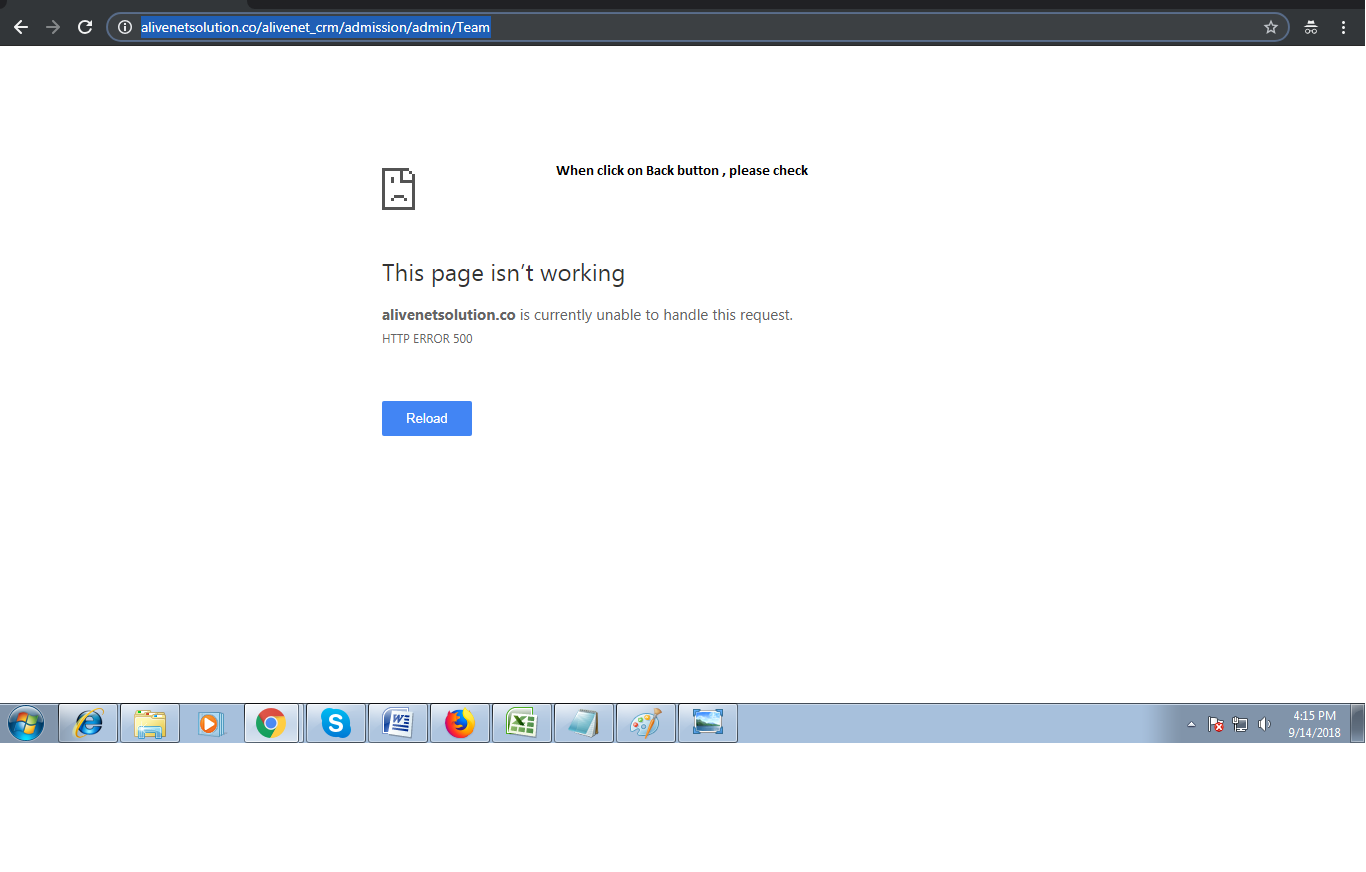 alivenetsolution.co/alivenet_crm/admission/admin/Team
When click on Back button , please check
This page isn’t working
alivenetsolution.co is currently unable to handle this request.
HTTP ERROR 500
Reload
4:15 PM
9/14/2018